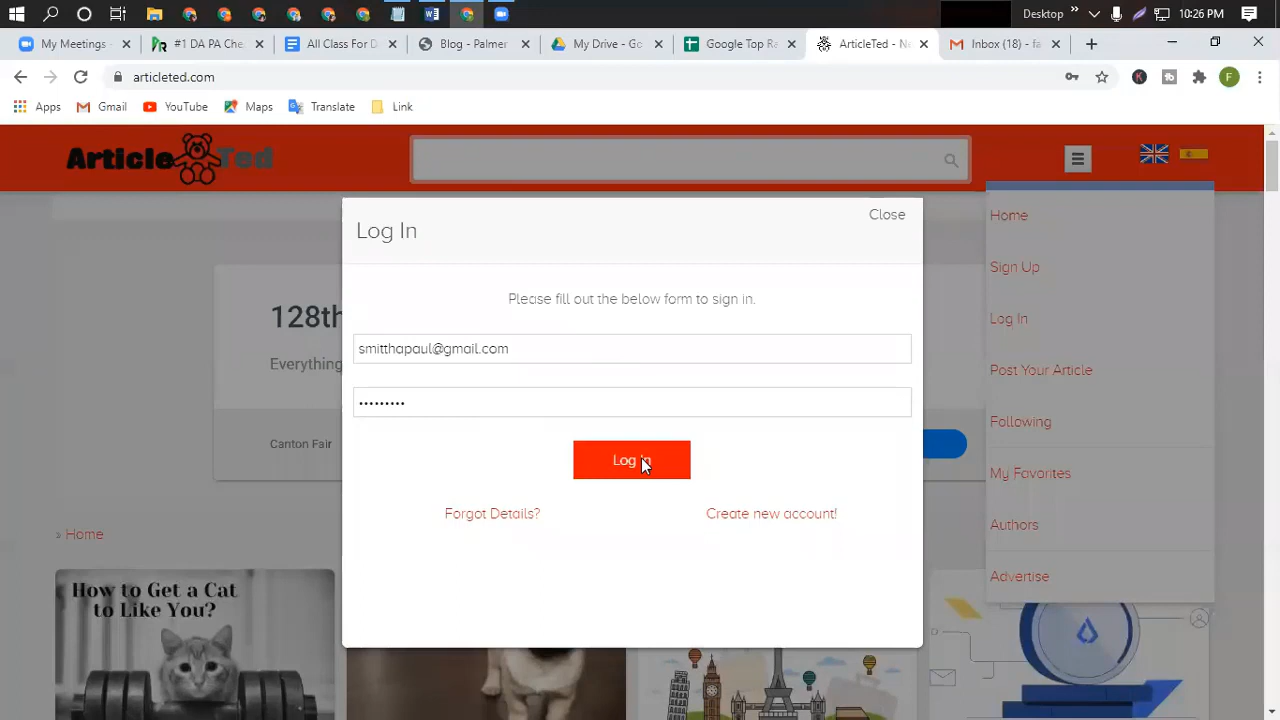 Desktop » 10:26 PM
My Meetings #1 DA PA Che All Class For D Blog - Palmer My Drive - Go Google Top Ra ArticleTed - N Inbox (18) - fa
articleted.com
Apps Gmail YouTube Maps Translate Link
Article Ted
Close
Log In
Please fill out the below form to sign in.
smitthapaul@gmail.com
•••••••••
Log In
Forgot Details? Create new account!
Home
Sign Up
Log In
Post Your Article
Following
My Favorites
Authors
Advertise
128th
Everything
Canton Fair
» Home
How to Get a Cat
to Like You?